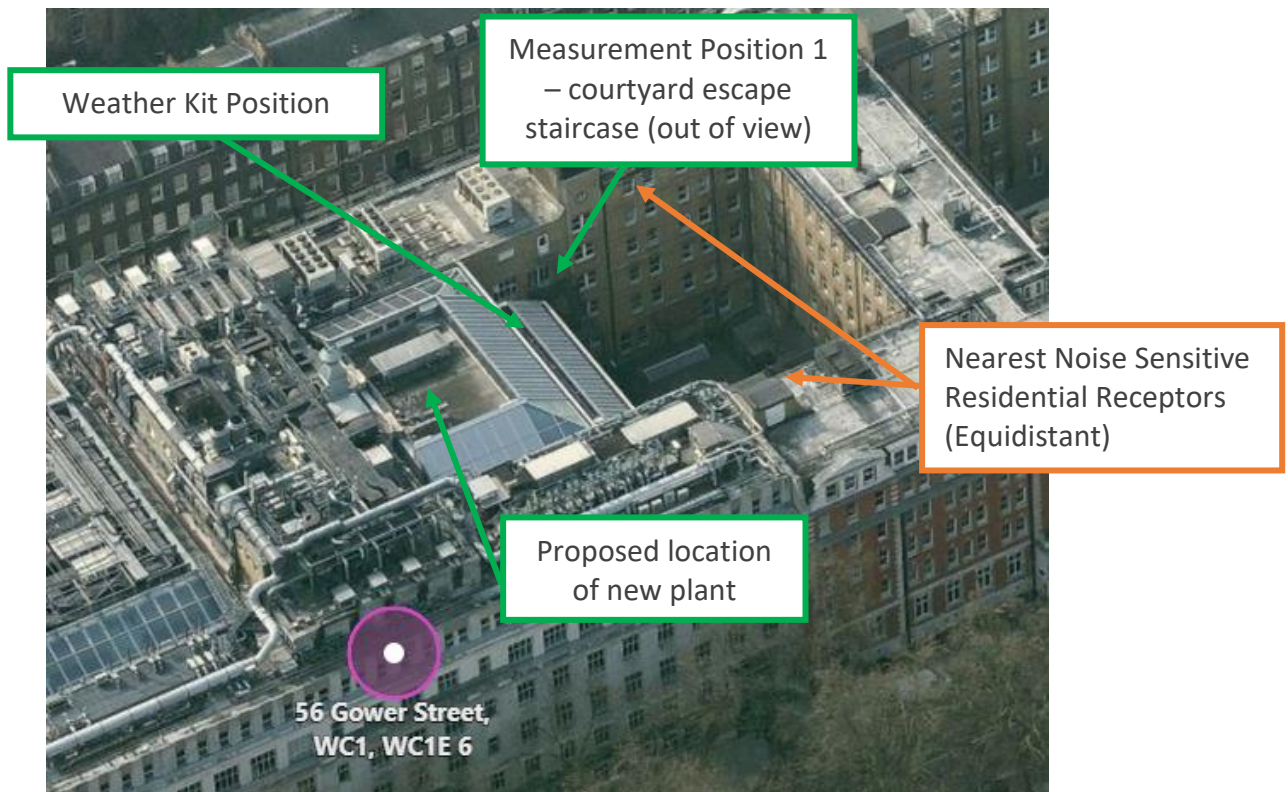 Weather Kit Position
Measurement Position 1
– courtyard escape
staircase (out of view)
Nearest Noise Sensitive
Residential Receptors
(Equidistant)
Proposed location
of new plant
56 Gower Street,
WC1, WC1E 6